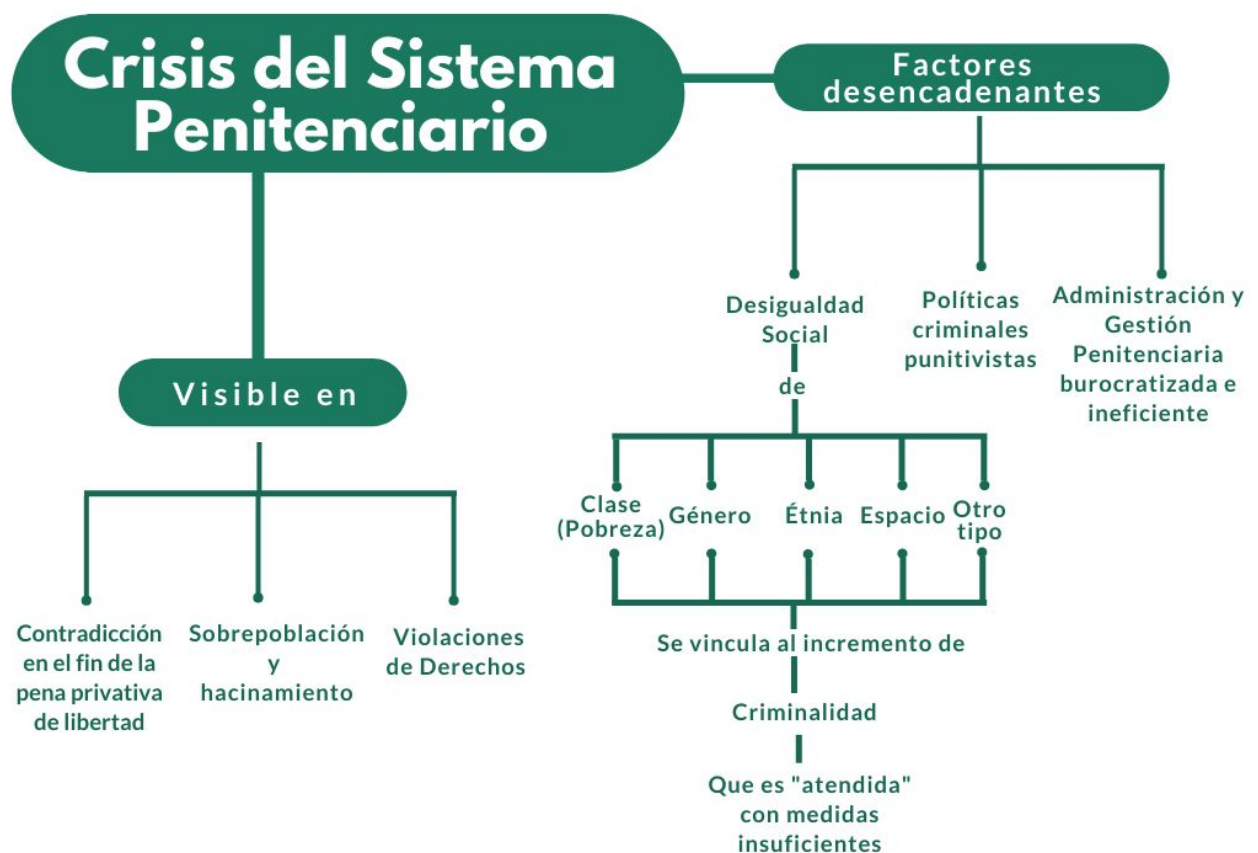 Crisis del Sistema
Penitenciario
Factores
desencadenantes
Desigualdad
Social
Políticas
criminales
punitivistas
Administración y
Gestión
Penitenciaria
burocratizada e
ineficiente
de
Clase
(Pobreza)
Género
Étnia
Espacio
Otro
tipo
Se vincula al incremento de
Criminalidad
Que es "atendida"
con medidas
insuficientes
Visible en
Contradicción
en el fin de la
pena privativa
de libertad
Sobrepoblación
y
hacinamiento
Violaciones
de Derechos